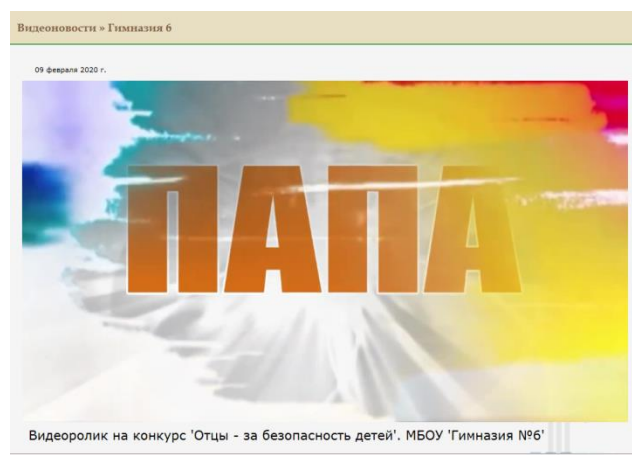 Видеоновости » Гимназия 6
09 февраля 2020 г.
ПАПА
Видеоролик на конкурс 'Отцы - за безопасность детей'. МБОУ 'Гимназия №6'